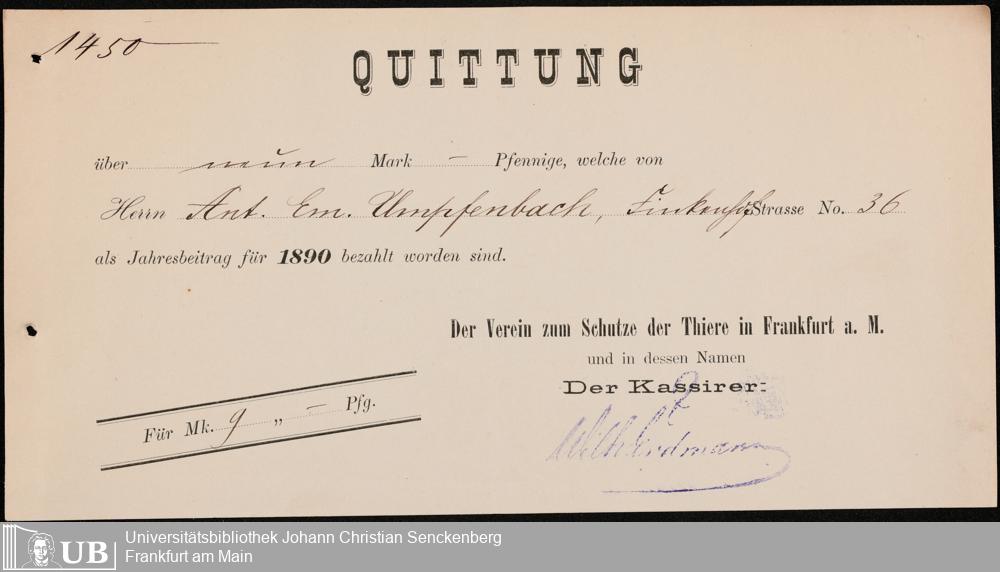 1450
QUITTUNG
über neun Mark – Pfennige, welche von
Herrn Ant. Em. Umpfenbach, Finkenhof Strasse No. 36
als Jahresbeitrag für 1890 bezahlt worden sind.
Der Verein zum Schutze der Thiere in Frankfurt a. M.
und in dessen Namen
Der Kassirer:
Für Mk. 9 „ – Pfg.
UB
Universitätsbibliothek Johann Christian Senckenberg
Frankfurt am Main